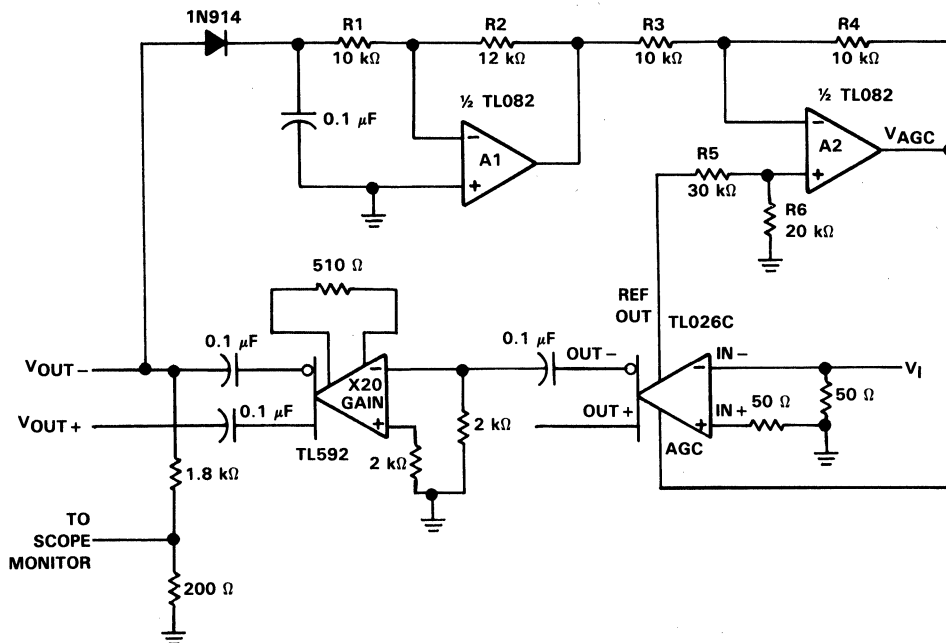 1N914
R1
10 kΩ
R2
12 kΩ
R3
10 kΩ
R4
10 kΩ
0.1 μF
½ TL082
−
A1
+
½ TL082
−
A2
+
VAGC
R5
30 kΩ
R6
20 kΩ
510 Ω
REF
OUT
TL026C
0.1 μF
0.1 μF
OUT−
IN−
VI
VOUT−
X20
GAIN
−
+
−
+
VOUT+
0.1 μF
OUT+
IN+
50 Ω
50 Ω
2 kΩ
2 kΩ
TL592
AGC
1.8 kΩ
TO
SCOPE
MONITOR
200 Ω